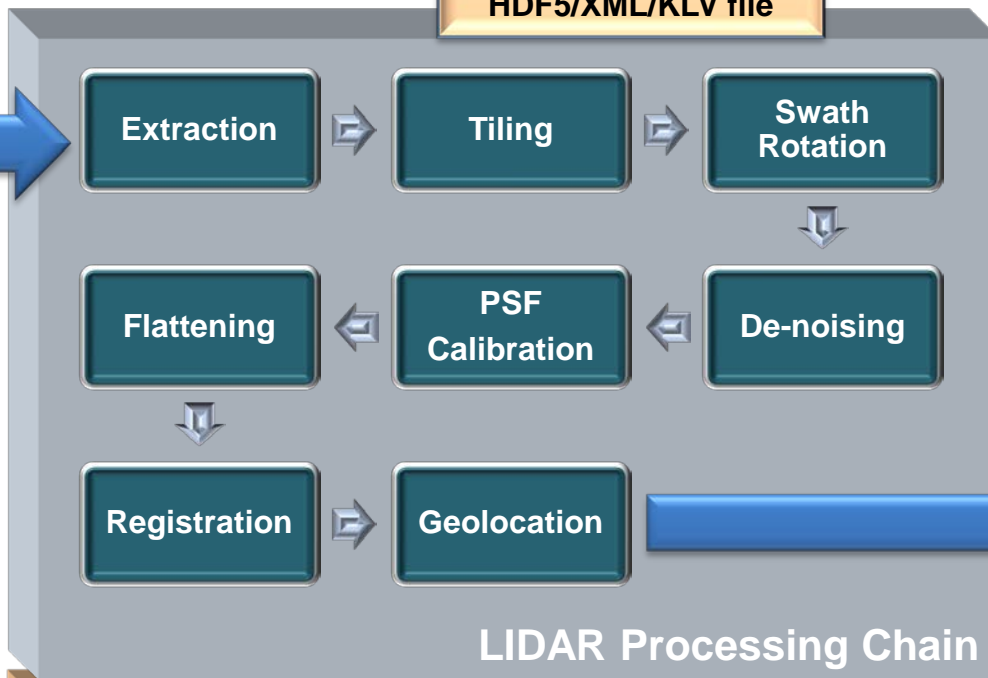 HDF5/XML/KLV file
Extraction
Tiling
Swath
Rotation
Flattening
PSF
Calibration
De-noising
Registration
Geolocation
LIDAR Processing Chain